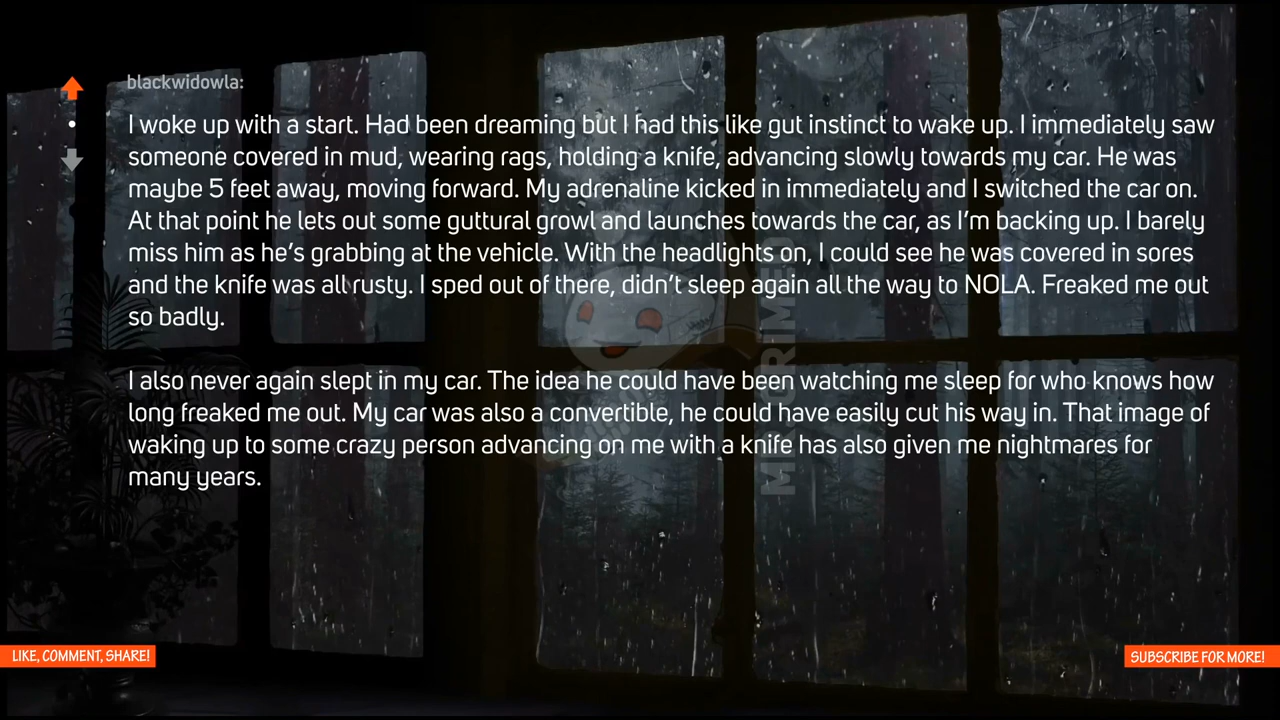 blackwidowla:
I woke up with a start. Had been dreaming but I had this like gut instinct to wake up. I immediately saw
someone covered in mud, wearing rags, holding a knife, advancing slowly towards my car. He was
maybe 5 feet away, moving forward. My adrenaline kicked in immediately and I switched the car on.
At that point he lets out some guttural growl and launches towards the car, as I'm backing up. I barely
miss him as he's grabbing at the vehicle. With the headlights on, I could see he was covered in sores
and the knife was all rusty. I sped out of there, didn't sleep again all the way to NOLA. Freaked me out
so badly.
I also never again slept in my car. The idea he could have been watching me sleep for who knows how
long freaked me out. My car was also a convertible, he could have easily cut his way in. That image of
waking up to some crazy person advancing on me with a knife has also given me nightmares for
many years.
LIKE, COMMENT, SHARE!
SUBSCRIBE FOR MORE!